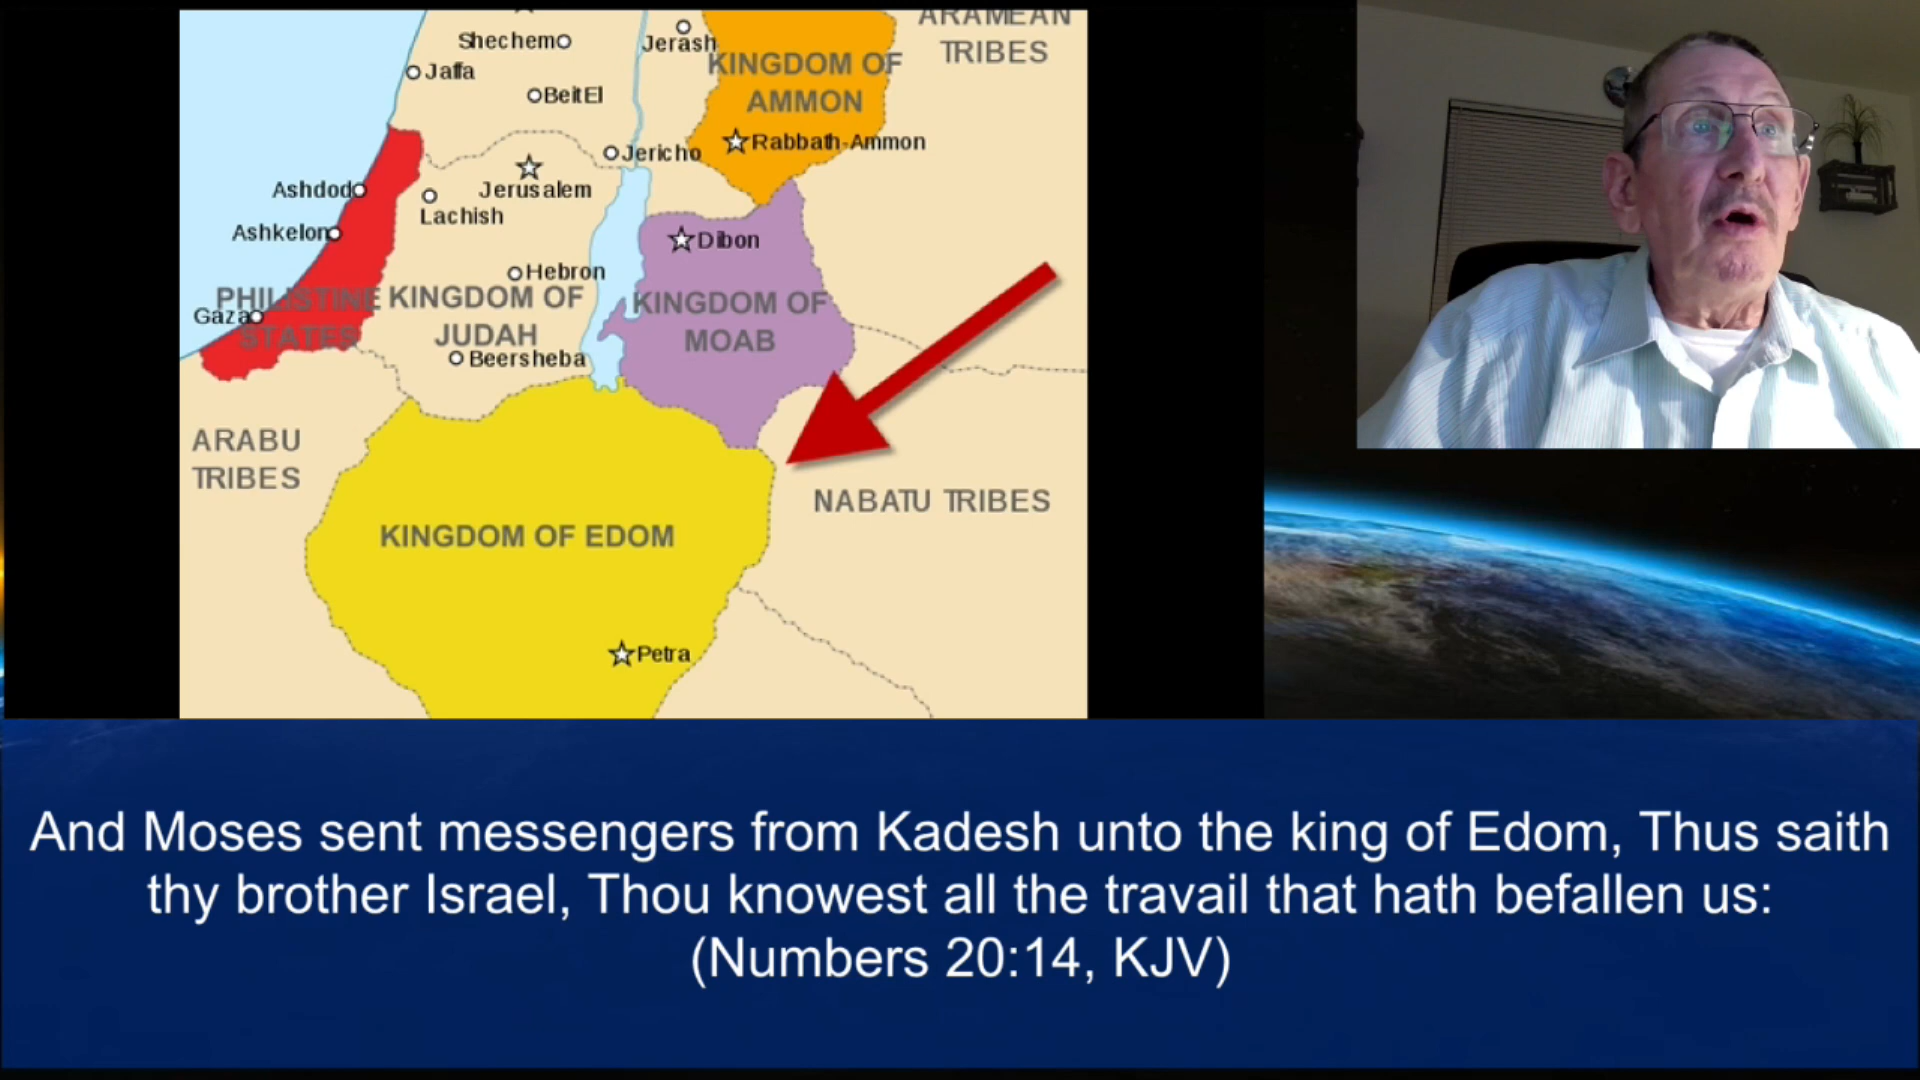 ARAMEAN
TRIBES
Shechem
Jerash
KINGDOM OF
AMMON
Jaffa
BeitEl
Rabbath-Ammon
Jericho
Jerusalem
Ashdod
Lachish
Ashkelon
Dibon
Hebron
PHILISTINE
STATES
Gaza
KINGDOM OF
JUDAH
KINGDOM OF
MOAB
Beersheba
ARABU
TRIBES
NABATU TRIBES
KINGDOM OF EDOM
Petra
And Moses sent messengers from Kadesh unto the king of Edom, Thus saith
thy brother Israel, Thou knowest all the travail that hath befallen us:
(Numbers 20:14, KJV)